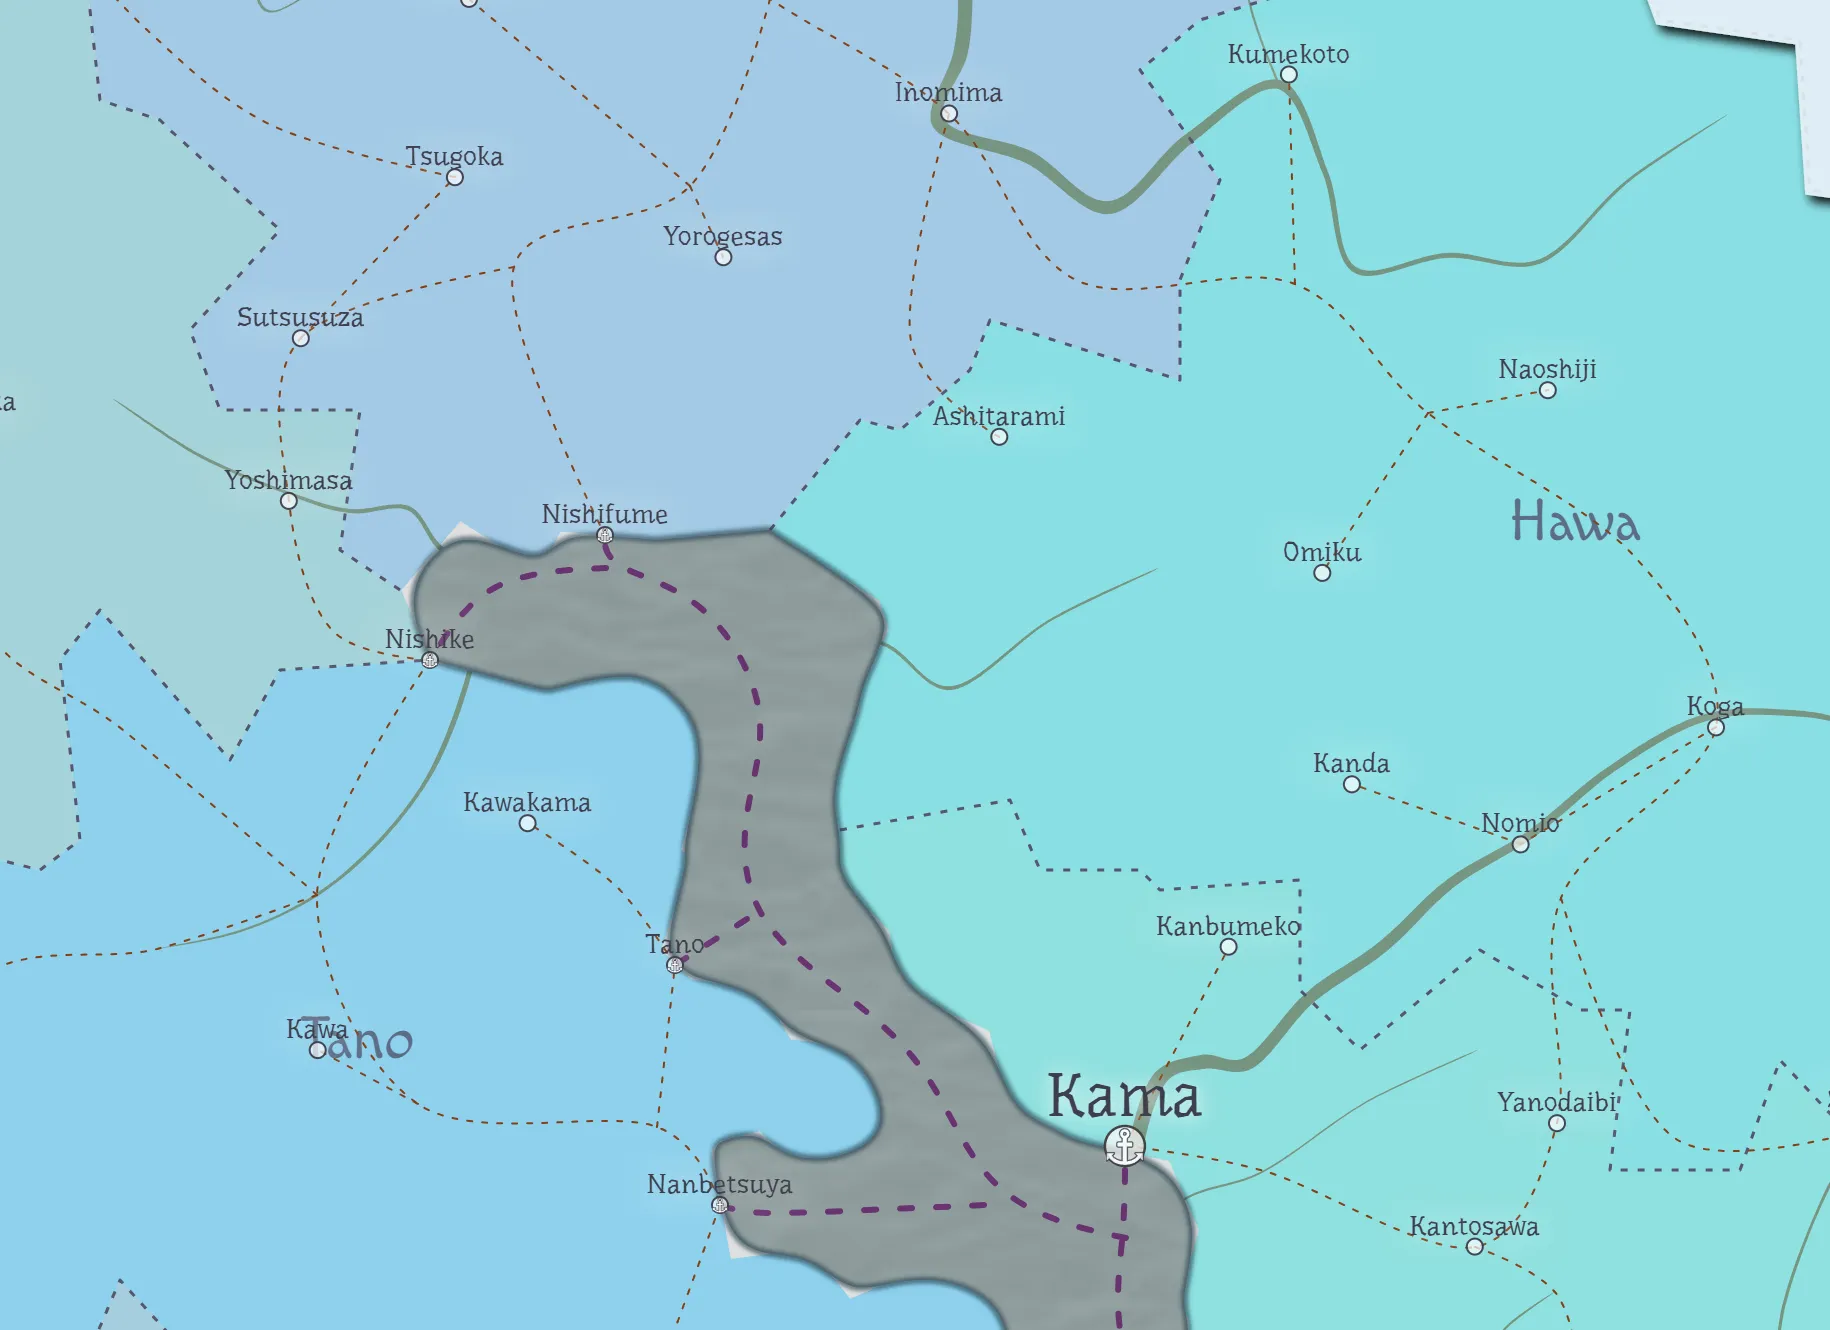 Kumekoto
Inomima
Tsugoka
Yorogesas
Sutsusuza
Naoshiji
Ashitarami
Yoshimasa
Nishifume
Hawa
Omiku
Nishike
Koga
Kanda
Kawakama
Nomio
Kanbumeko
Tano
Kawa
Tano
Kama
Yanodaibi
Nanbetsuya
Kantosawa